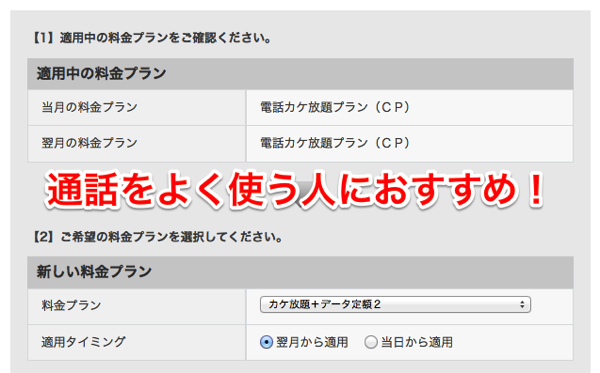 【1】適用中の料金プランをご確認ください。
適用中の料金プラン
当月の料金プラン 電話カケ放題プラン（ＣＰ）
翌月の料金プラン 電話カケ放題プラン（ＣＰ）
通話をよく使う人におすすめ！
【2】ご希望の料金プランを選択してください。
新しい料金プラン
料金プラン カケ放題＋データ定額２
適用タイミング 翌月から適用 当日から適用